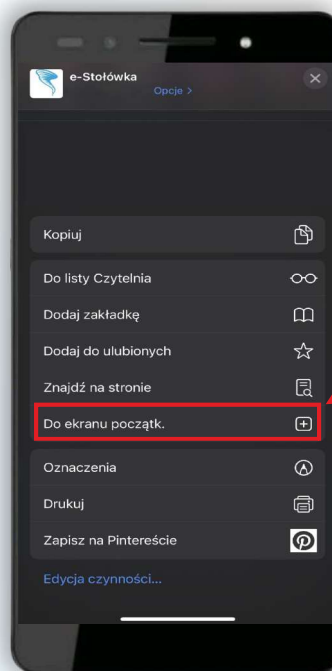 e-Stołówka
Opcje >
Kopiuj
Do listy Czytelnia
Dodaj zakładkę
Dodaj do ulubionych
Znajdź na stronie
Do ekranu początk.
Oznaczenia
Drukuj
Zapisz na Pintereście
Edycja czynności...